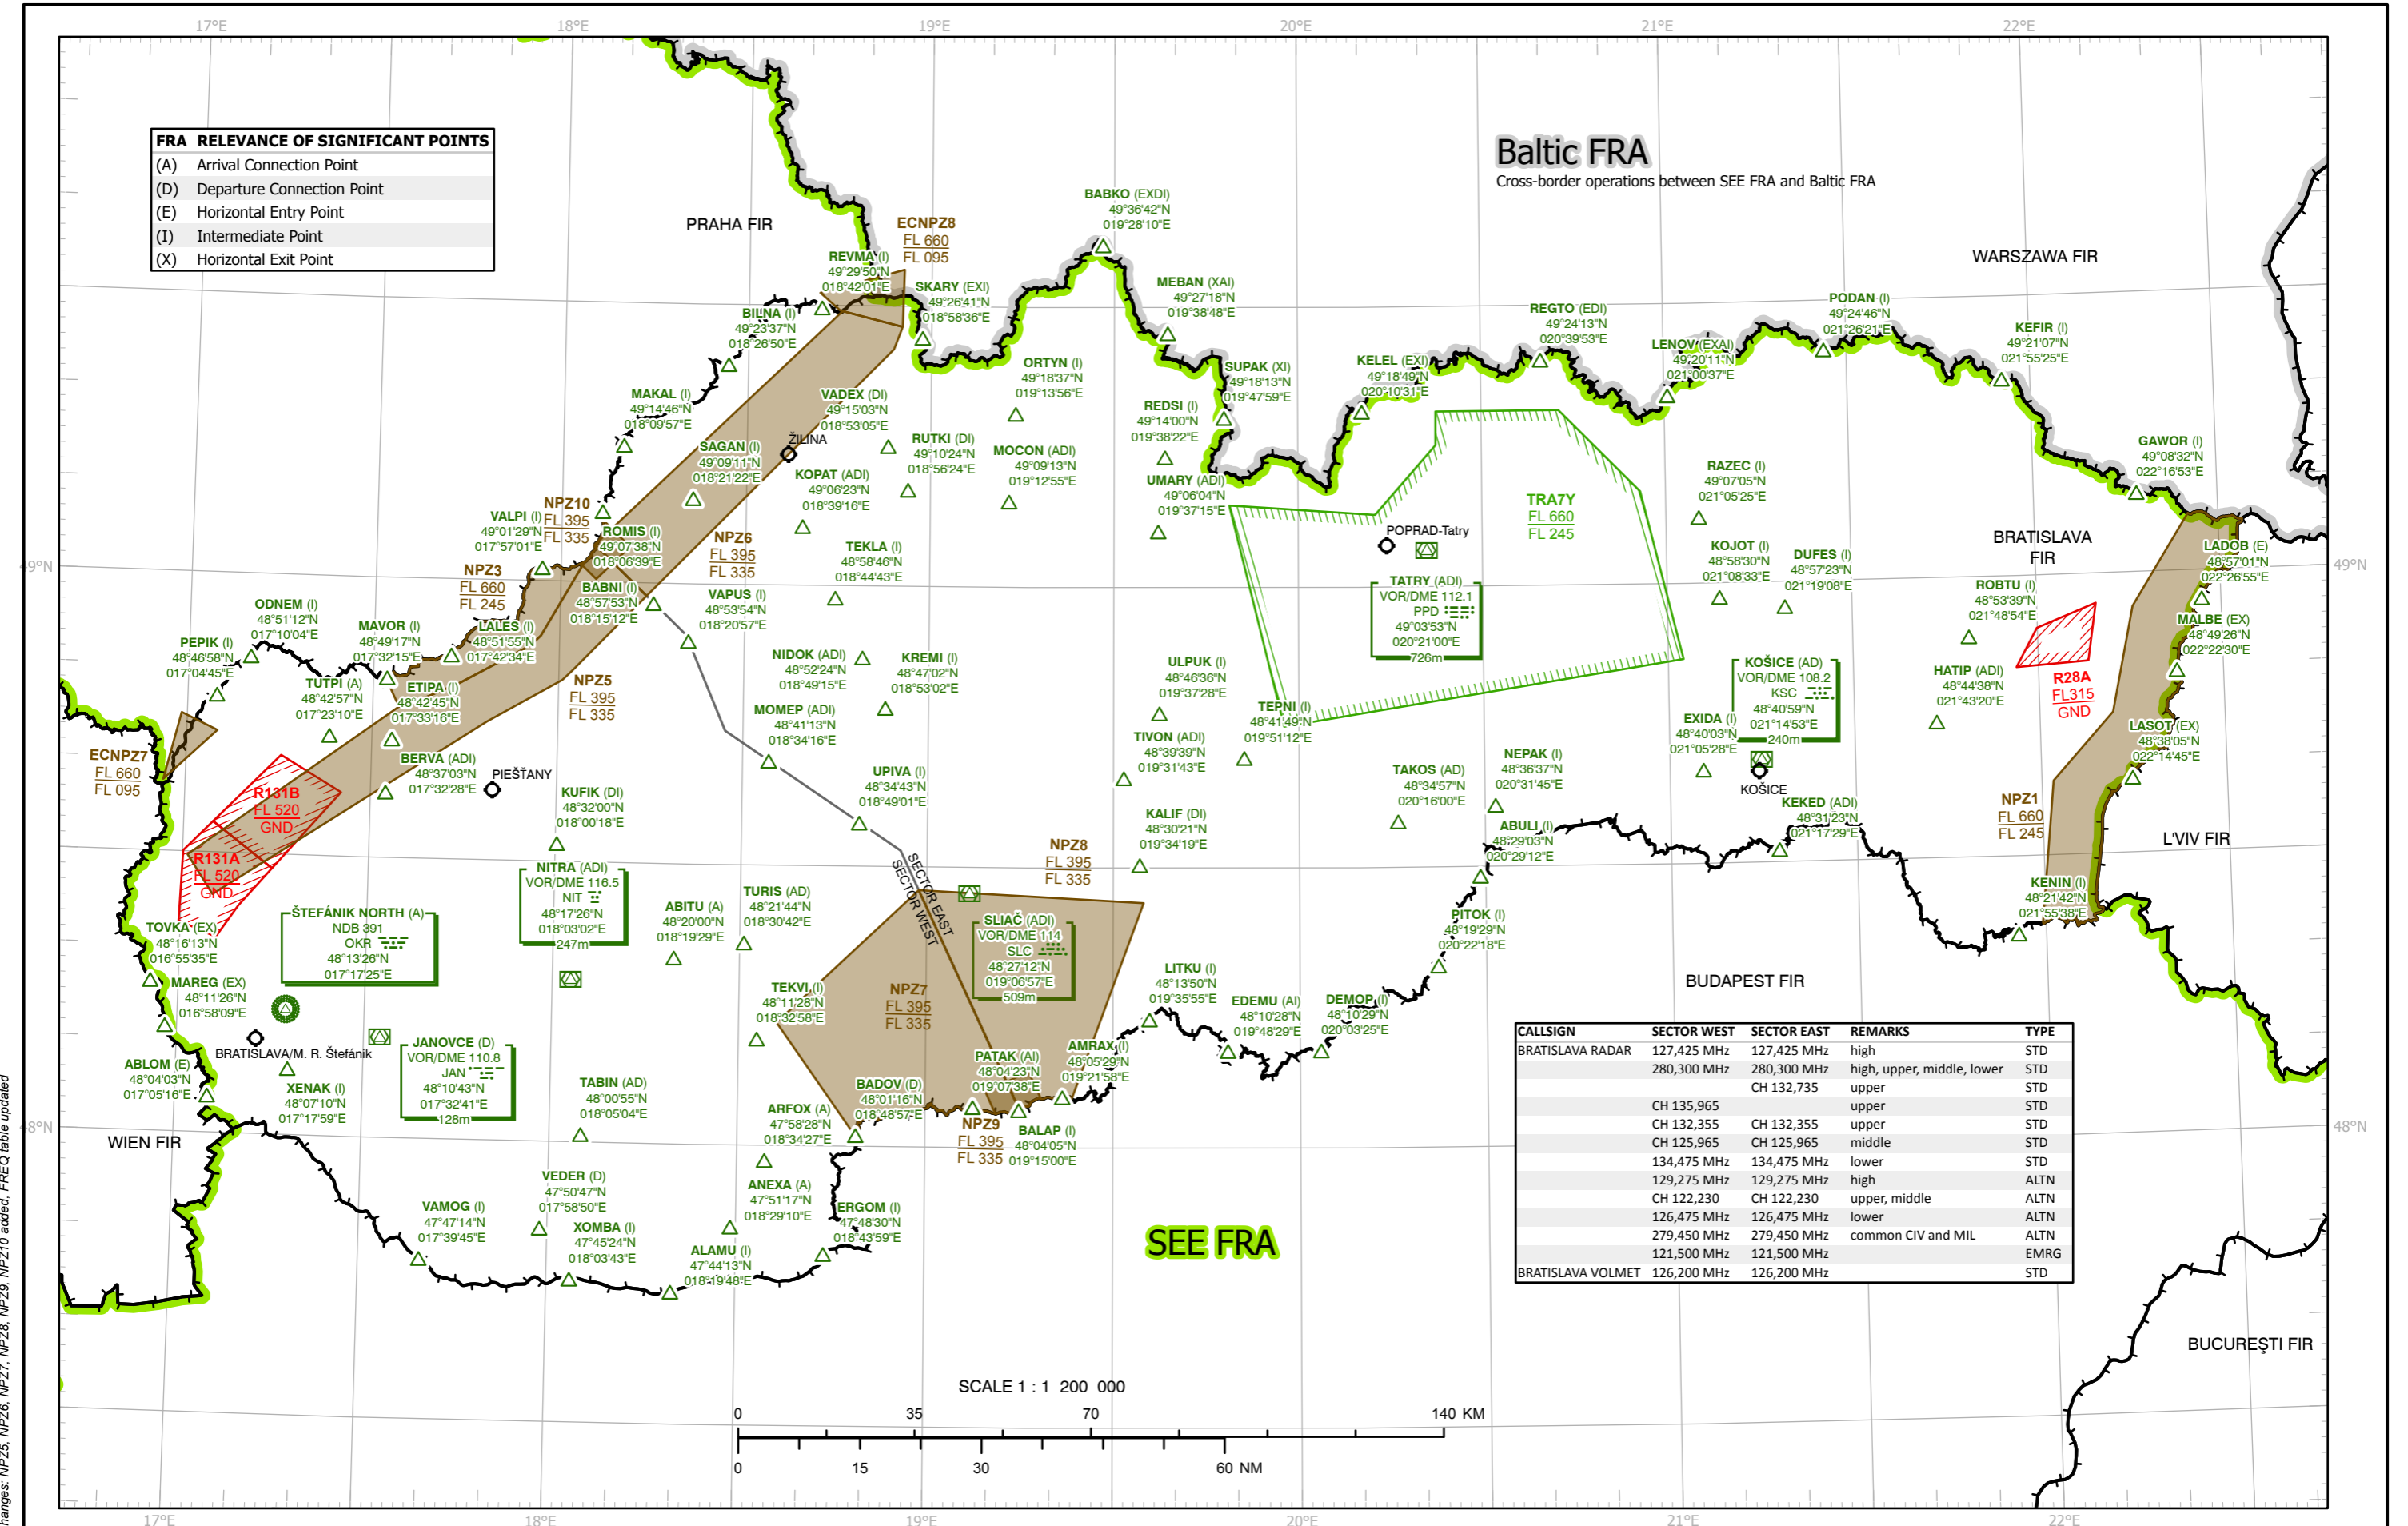 17°E
18°E
19°E
20°E
21°E
22°E
FRA RELEVANCE OF SIGNIFICANT POINTS
(A) Arrival Connection Point
(D) Departure Connection Point
(E) Horizontal Entry Point
(I) Intermediate Point
(X) Horizontal Exit Point
PRAHA FIR
Baltic FRA
Cross-border operations between SEE FRA and Baltic FRA
WARSZAWA FIR
BABKO (EXDI)
49°36'42"N
019°28'10"E
ECNPZ8
FL 660
FL 095
REVMA (I)
49°29'50"N
018°42'01"E
SKARY (EXI)
49°26'41"N
018°58'36"E
MEBAN (XAI)
49°27'18"N
019°38'48"E
REGTO (EDI)
49°24'13"N
020°39'53"E
PODAN (I)
49°24'46"N
021°26'21"E
KEFIR (I)
49°21'07"N
021°55'25"E
BILNA (I)
49°23'37"N
018°26'50"E
LENOV (EXAI)
49°20'11"N
021°00'37"E
KELEL (EXI)
49°18'49"N
020°10'31"E
SUPAK (XI)
49°18'13"N
019°47'59"E
ORTYN (I)
49°18'37"N
019°13'56"E
MAKAL (I)
49°14'46"N
018°09'57"E
VADEX (DI)
49°15'03"N
018°53'05"E
REDSI (I)
49°14'00"N
019°38'22"E
ŽILINA
RUTKI (DI)
49°10'24"N
018°56'24"E
SAGAN (I)
49°09'11"N
018°21'22"E
MOCON (ADI)
49°09'13"N
019°12'55"E
GAWOR (I)
49°08'32"N
022°16'53"E
KOPAT (ADI)
49°06'23"N
018°39'16"E
UMARY (ADI)
49°06'04"N
019°37'15"E
RAZEC (I)
49°07'05"N
021°05'25"E
TRA7Y
FL 660
FL 245
NPZ10
FL 395
FL 335
VALPI (I)
49°01'29"N
017°57'01"E
ROMIS (I)
49°07'38"N
018°06'39"E
NPZ6
FL 395
FL 335
POPRAD-Tatry
BRATISLAVA
FIR
TEKLA (I)
48°58'46"N
018°44'43"E
KOJOT (I)
48°58'30"N
021°08'33"E
DUFES (I)
48°57'23"N
021°19'08"E
LADOB (E)
48°57'01"N
022°26'55"E
49°N
49°N
NPZ3
FL 660
FL 245
BABNI (I)
48°57'53"N
018°15'12"E
VAPUS (I)
48°53'54"N
018°20'57"E
TATRY (ADI)
VOR/DME 112.1
PPD
49°03'53"N
020°21'00"E
726m
ROBTU (I)
48°53'39"N
021°48'54"E
ODNEM (I)
48°51'12"N
017°10'04"E
MAVOR (I)
48°49'17"N
017°32'15"E
LALES (I)
48°51'55"N
017°42'34"E
MALBE (EX)
48°49'26"N
022°22'30"E
PEPIK (I)
48°46'58"N
017°04'45"E
NIDOK (ADI)
48°52'24"N
018°49'15"E
KREMI (I)
48°47'02"N
018°53'02"E
ULPUK (I)
48°46'36"N
019°37'28"E
KOŠICE (AD)
VOR/DME 108.2
KSC
48°40'59"N
021°14'53"E
240m
HATIP (ADI)
48°44'38"N
021°43'20"E
R28A
FL315
GND
TUTPI (A)
48°42'57"N
017°23'10"E
ETIPA (I)
48°42'45"N
017°33'16"E
NPZ5
FL 395
FL 335
MOMEP (ADI)
48°41'13"N
018°34'16"E
TEPNI (I)
48°41'49"N
019°51'12"E
EXIDA (I)
48°40'03"N
021°05'28"E
LASOT (EX)
48°38'05"N
022°14'45"E
TIVON (ADI)
48°39'39"N
019°31'43"E
ECNPZ7
FL 660
FL 095
BERVA (ADI)
48°37'03"N
017°32'28"E
PIEŠŤANY
UPIVA (I)
48°34'43"N
018°49'01"E
TAKOS (AD)
48°34'57"N
020°16'00"E
NEPAK (I)
48°36'37"N
020°31'45"E
KOŠICE
R131B
FL 520
GND
KUFIK (DI)
48°32'00"N
018°00'18"E
KALIF (DI)
48°30'21"N
019°34'19"E
ABULI (I)
48°29'03"N
020°29'12"E
KEKED (ADI)
48°31'23"N
021°17'29"E
NPZ1
FL 660
FL 245
L'VIV FIR
R131A
FL 520
GND
NPZ8
FL 395
FL 335
SECTOR EAST
SECTOR WEST
NITRA (ADI)
VOR/DME 116.5
NIT
48°17'26"N
018°03'02"E
247m
TURIS (AD)
48°21'44"N
018°30'42"E
ABITU (A)
48°20'00"N
018°19'29"E
KENIN (I)
48°21'42"N
021°55'38"E
ŠTEFÁNIK NORTH (A)
NDB 391
OKR
48°13'26"N
017°17'25"E
SLIAČ (ADI)
VOR/DME 114
SLC
48°27'12"N
019°06'57"E
509m
PITOK (I)
48°19'29"N
020°22'18"E
TOVKA (EX)
48°16'13"N
016°55'35"E
MAREG (EX)
48°11'26"N
016°58'09"E
TEKVI (I)
48°11'28"N
018°32'58"E
NPZ7
FL 395
FL 335
LITKU (I)
48°13'50"N
019°35'55"E
EDEMU (AI)
48°10'28"N
019°48'29"E
DEMOP (I)
48°10'29"N
020°03'25"E
BUDAPEST FIR
BRATISLAVA/M. R. Štefánik
JANOVCE (D)
VOR/DME 110.8
JAN
48°10'43"N
017°32'41"E
128m
ABLOM (E)
48°04'03"N
017°05'16"E
XENAK (I)
48°07'10"N
017°17'59"E
TABIN (AD)
48°00'55"N
018°05'04"E
PATAK (AI)
48°04'23"N
019°07'38"E
AMRAX (I)
48°05'29"N
019°21'58"E
BADOV (D)
48°01'16"N
018°48'57"E
ARFOX (A)
47°58'28"N
018°34'27"E
NPZ9
FL 395
FL 335
BALAP (I)
48°04'05"N
019°15'00"E
48°N
48°N
WIEN FIR
VEDER (D)
47°50'47"N
017°58'50"E
ANEXA (A)
47°51'17"N
018°29'10"E
VAMOG (I)
47°47'14"N
017°39'45"E
XOMBA (I)
47°45'24"N
018°03'43"E
ERGOM (I)
47°48'30"N
018°43'59"E
ALAMU (I)
47°44'13"N
018°19'48"E
SEE FRA
CALLSIGN SECTOR WEST SECTOR EAST REMARKS TYPE
BRATISLAVA RADAR 127,425 MHz 127,425 MHz high STD
280,300 MHz 280,300 MHz high, upper, middle, lower STD
CH 132,735 upper STD
CH 135,965 upper STD
CH 132,355 CH 132,355 upper STD
CH 125,965 CH 125,965 middle STD
134,475 MHz 134,475 MHz lower STD
129,275 MHz 129,275 MHz high ALTN
CH 122,230 CH 122,230 upper, middle ALTN
126,475 MHz 126,475 MHz lower ALTN
279,450 MHz 279,450 MHz common CIV and MIL ALTN
121,500 MHz 121,500 MHz EMRG
BRATISLAVA VOLMET 126,200 MHz 126,200 MHz STD
BUCUREŞTI FIR
SCALE 1 : 1 200 000
0 35 70 140 KM
0 15 30 60 NM
17°E
18°E
19°E
20°E
21°E
22°E
hanges: NPZ5, NPZ6, NPZ7, NPZ8, NPZ9, NPZ10 added, FREQ table updated